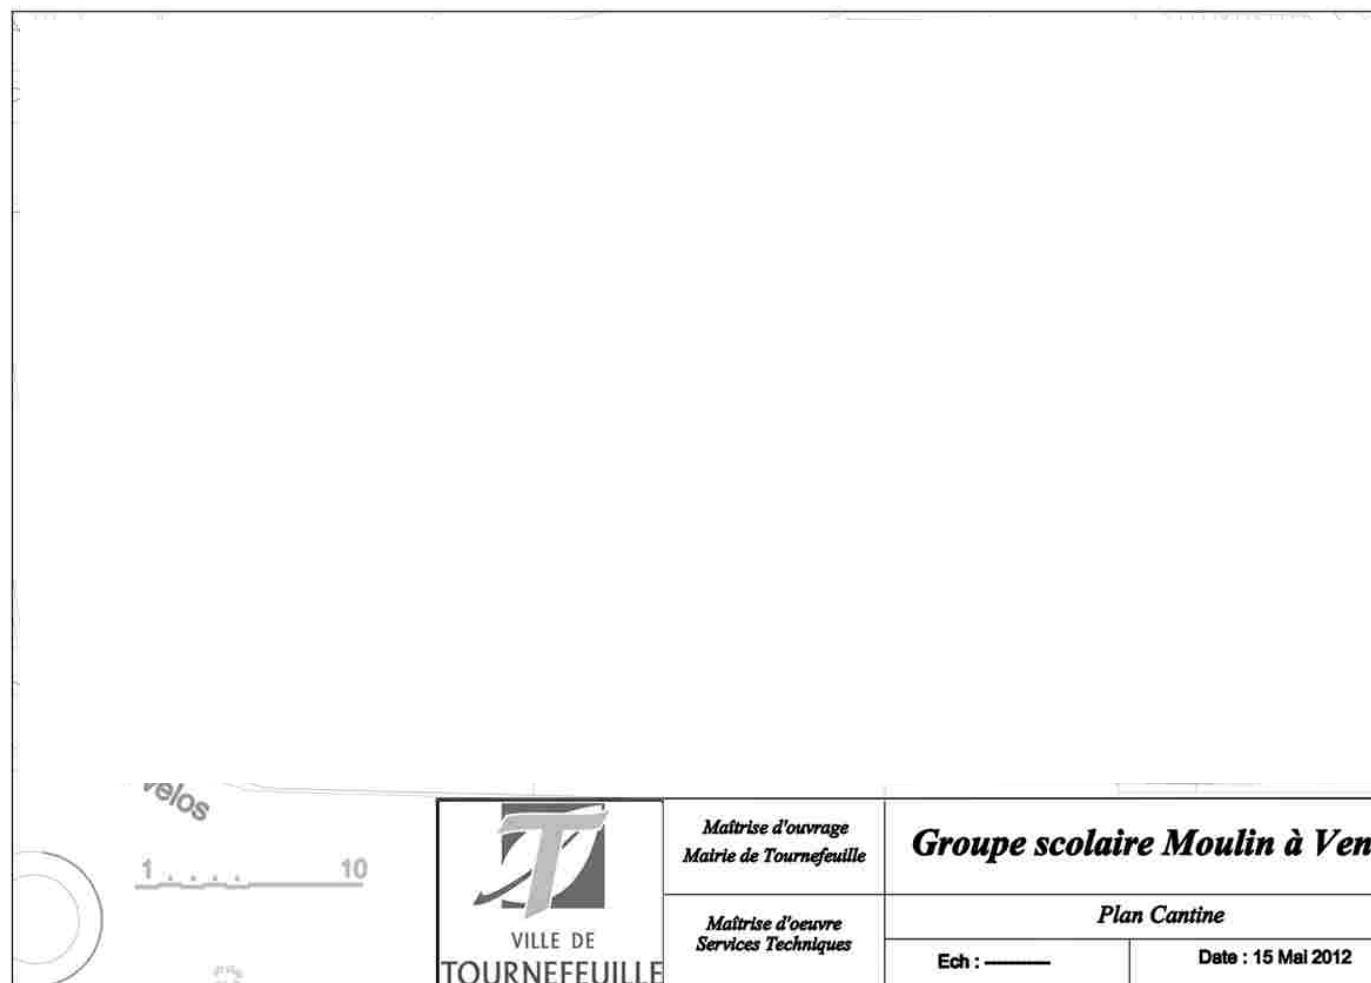 vélos
1 10
VILLE DE
TOURNEFEUILLE
Maîtrise d'ouvrage
Mairie de Tournefeuille
Maîtrise d'oeuvre
Services Techniques
Groupe scolaire Moulin à Ven
Plan Cantine
Ech : ----------
Date : 15 Mai 2012